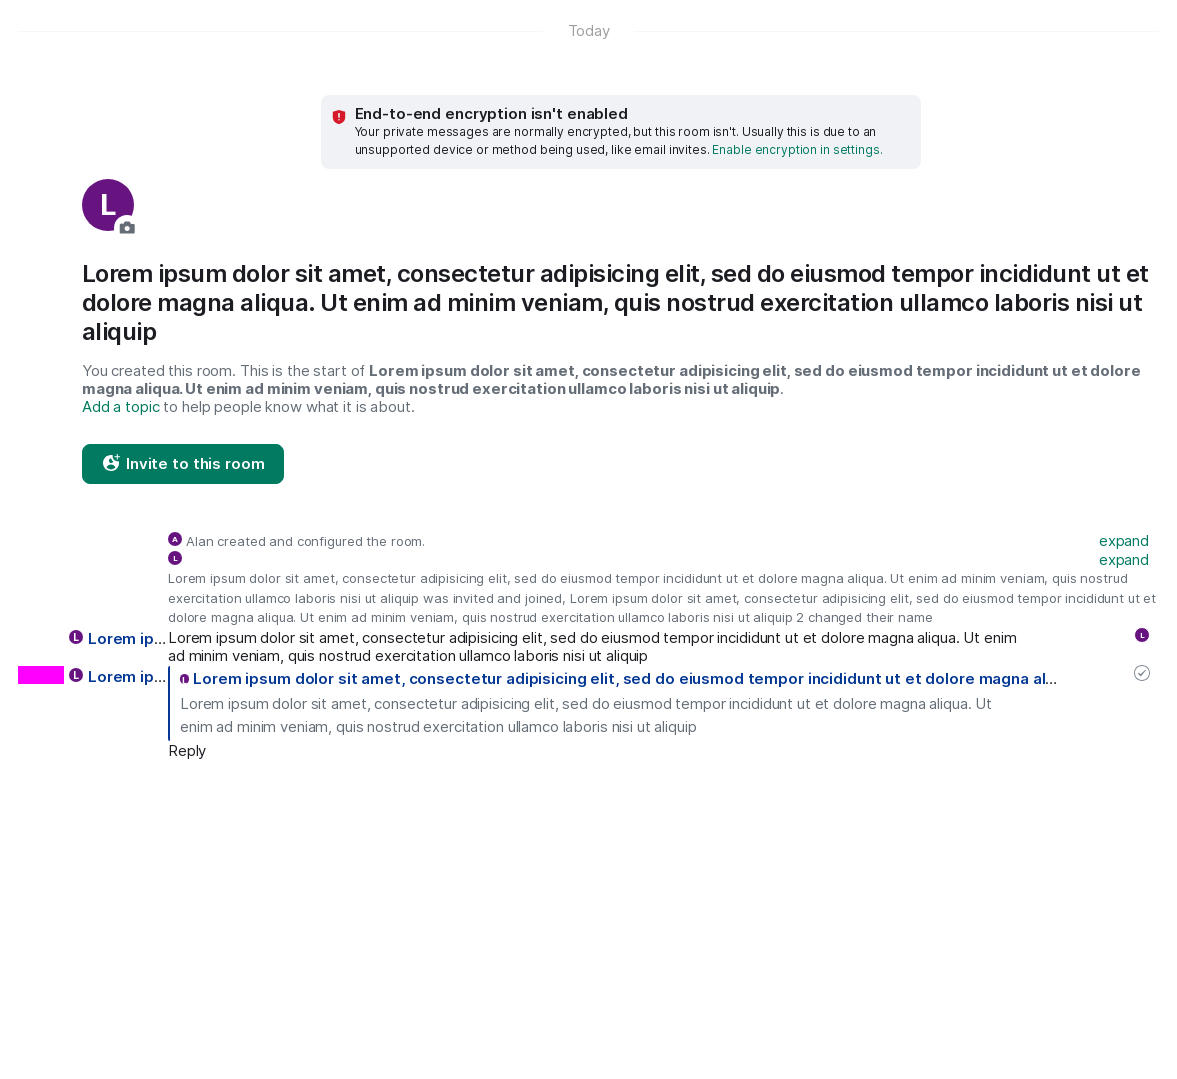 Today
End-to-end encryption isn't enabled
Your private messages are normally encrypted, but this room isn't. Usually this is due to an
unsupported device or method being used, like email invites. Enable encryption in settings.
L
Lorem ipsum dolor sit amet, consectetur adipisicing elit, sed do eiusmod tempor incididunt ut et
dolore magna aliqua. Ut enim ad minim veniam, quis nostrud exercitation ullamco laboris nisi ut
aliquip
You created this room. This is the start of Lorem ipsum dolor sit amet, consectetur adipisicing elit, sed do eiusmod tempor incididunt ut et dolore
magna aliqua. Ut enim ad minim veniam, quis nostrud exercitation ullamco laboris nisi ut aliquip.
Add a topic to help people know what it is about.
Invite to this room
A Alan created and configured the room. expand
L expand
Lorem ipsum dolor sit amet, consectetur adipisicing elit, sed do eiusmod tempor incididunt ut et dolore magna aliqua. Ut enim ad minim veniam, quis nostrud
exercitation ullamco laboris nisi ut aliquip was invited and joined, Lorem ipsum dolor sit amet, consectetur adipisicing elit, sed do eiusmod tempor incididunt ut et
dolore magna aliqua. Ut enim ad minim veniam, quis nostrud exercitation ullamco laboris nisi ut aliquip 2 changed their name
L Lorem ip... Lorem ipsum dolor sit amet, consectetur adipisicing elit, sed do eiusmod tempor incididunt ut et dolore magna aliqua. Ut enim L
ad minim veniam, quis nostrud exercitation ullamco laboris nisi ut aliquip
L Lorem ip... L Lorem ipsum dolor sit amet, consectetur adipisicing elit, sed do eiusmod tempor incididunt ut et dolore magna al...
Lorem ipsum dolor sit amet, consectetur adipisicing elit, sed do eiusmod tempor incididunt ut et dolore magna aliqua. Ut
enim ad minim veniam, quis nostrud exercitation ullamco laboris nisi ut aliquip
Reply